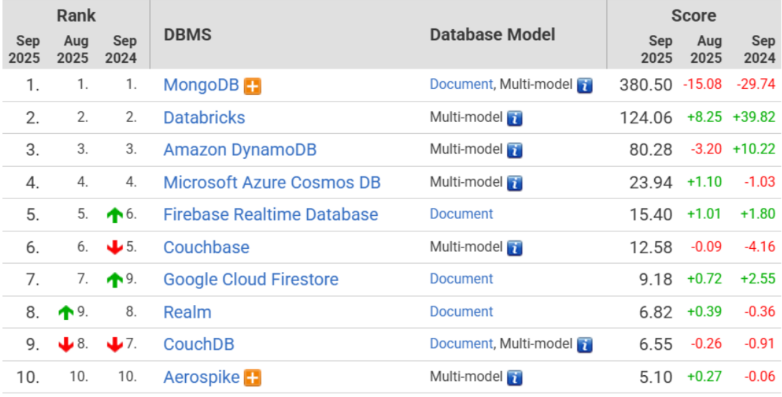 Rank Score
Sep 2025 Aug 2025 Sep 2024 DBMS Database Model Sep 2025 Aug 2025 Sep 2024
1. 1. 1. MongoDB Document, Multi-model 380.50 -15.08 -29.74
2. 2. 2. Databricks Multi-model 124.06 +8.25 +39.82
3. 3. 3. Amazon DynamoDB Multi-model 80.28 -3.20 +10.22
4. 4. 4. Microsoft Azure Cosmos DB Multi-model 23.94 +1.10 -1.03
5. 5. 6. Firebase Realtime Database Document 15.40 +1.01 +1.80
6. 6. 5. Couchbase Multi-model 12.58 -0.09 -4.16
7. 7. 9. Google Cloud Firestore Document 9.18 +0.72 +2.55
8. 9. 8. Realm Document 6.82 +0.39 -0.36
9. 8. 7. CouchDB Document, Multi-model 6.55 -0.26 -0.91
10. 10. 10. Aerospike Multi-model 5.10 +0.27 -0.06